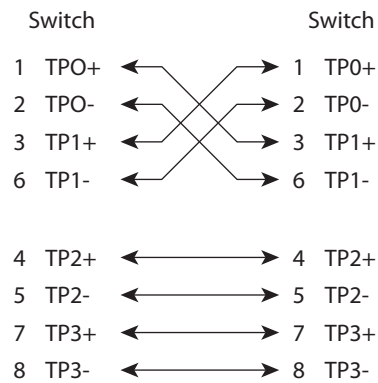 Switch Switch
1 TPO+ 1 TP0+
2 TPO- 2 TP0-
3 TP1+ 3 TP1+
6 TP1- 6 TP1-
4 TP2+ 4 TP2+
5 TP2- 5 TP2-
7 TP3+ 7 TP3+
8 TP3- 8 TP3-